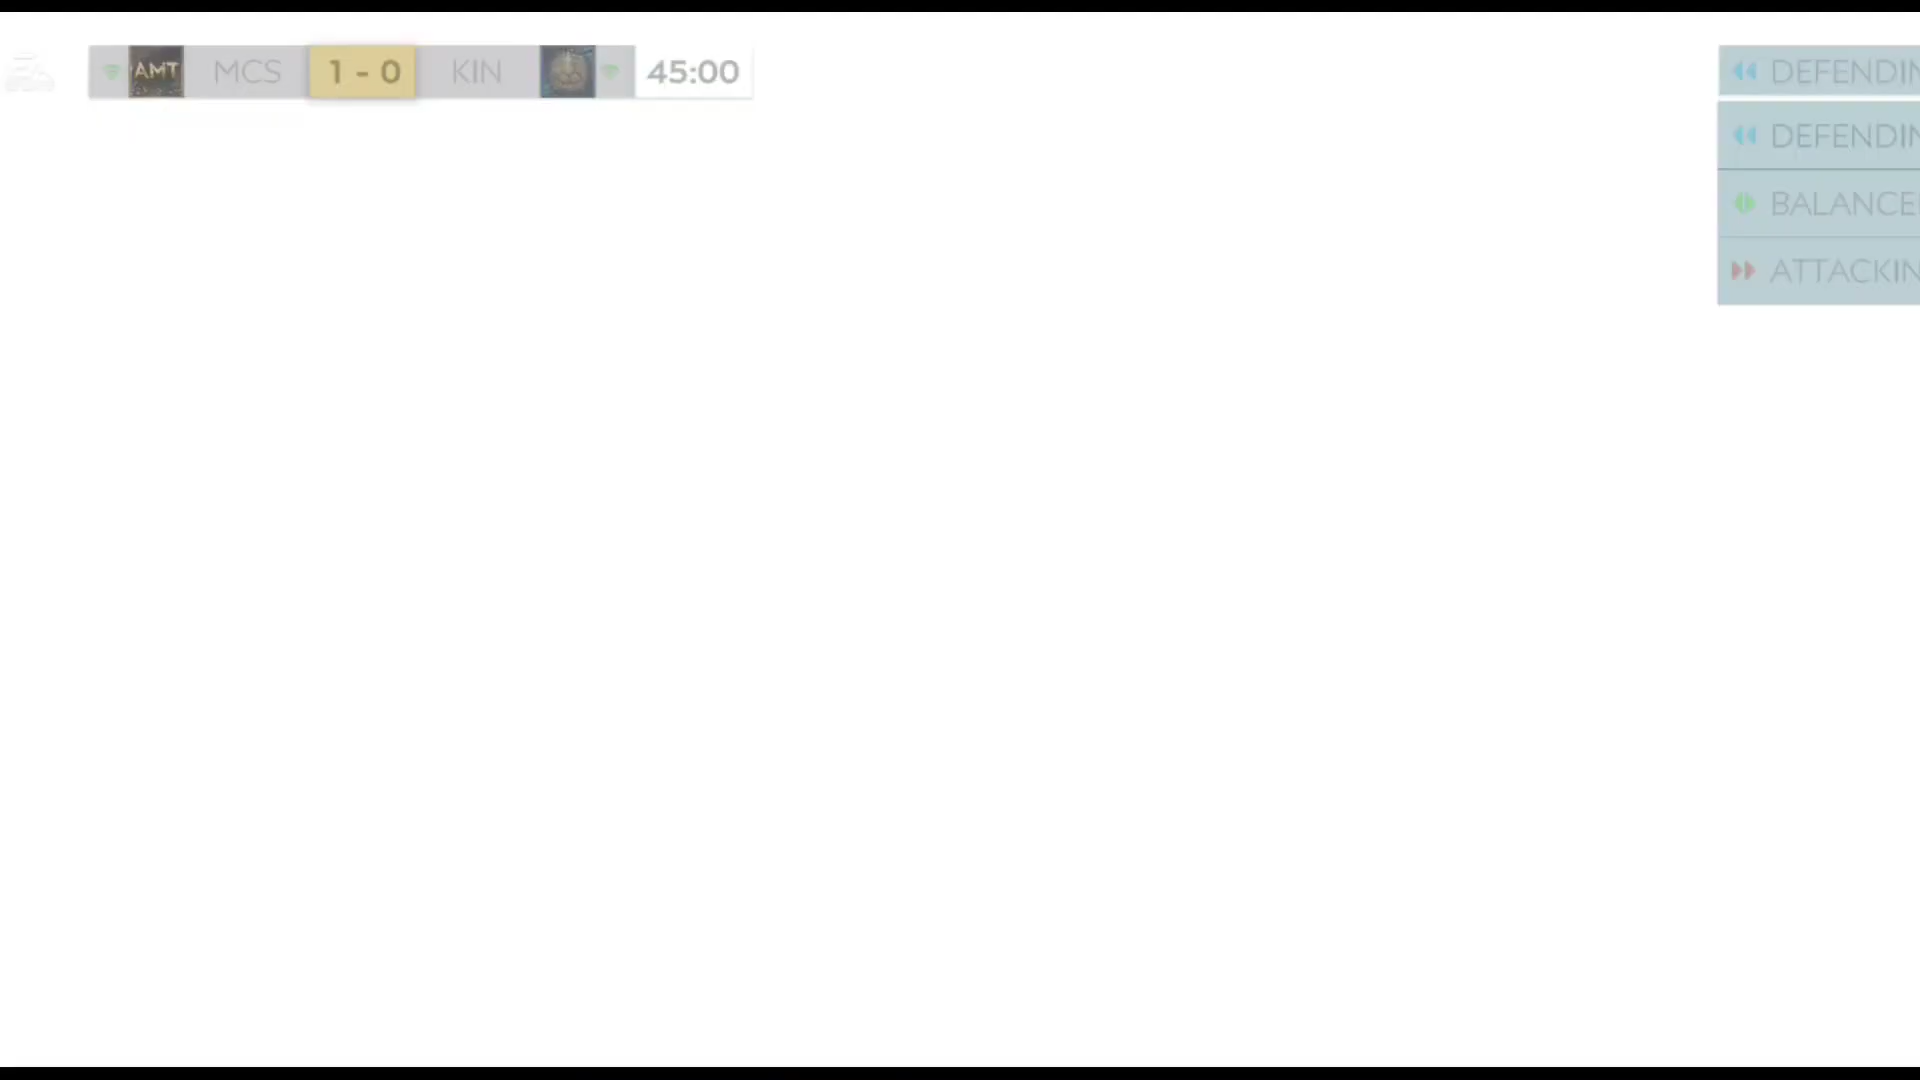 AMT MCS 1 - 0 KIN 45:00
DEFENDIN
DEFENDIN
BALANCE
ATTACKIN